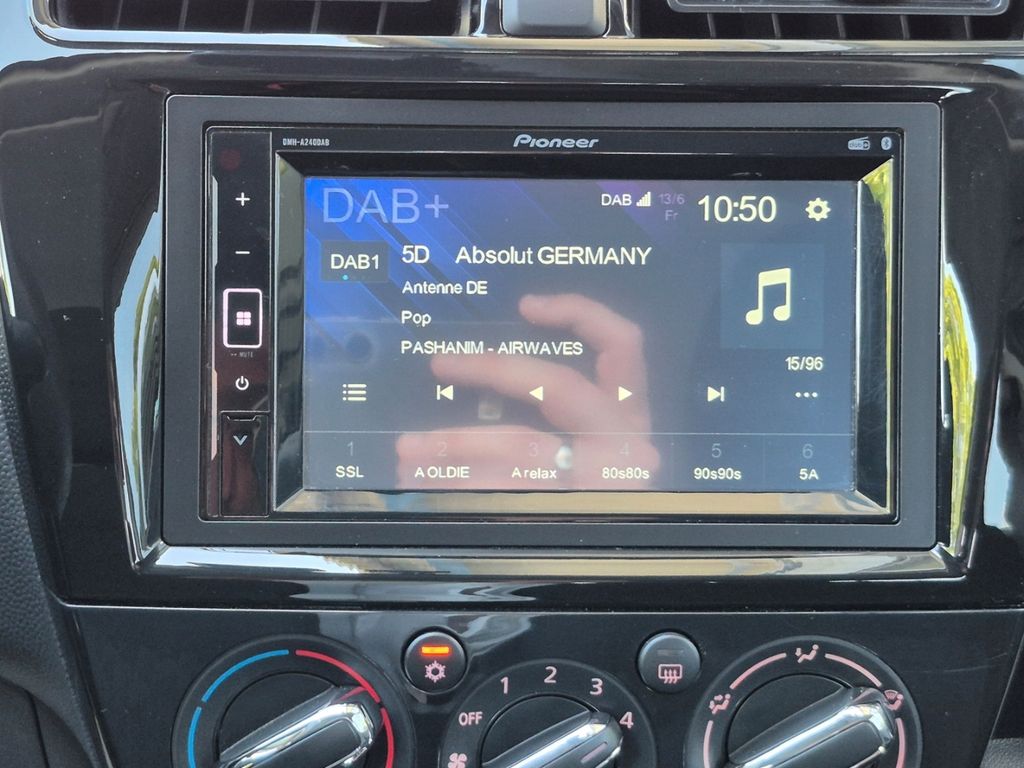 DMH-A240DAB Pioneer
DAB+ DAB 13/6 10:50
Fr
DAB1 5D Absolut GERMANY
Antenne DE
Pop
PASHANIM - AIRWAVES
MUTE
15/96
1 2 3 4 5 6
SSL A OLDIE A relax 80s80s 90s90s 5A
OFF 1 2 3 4